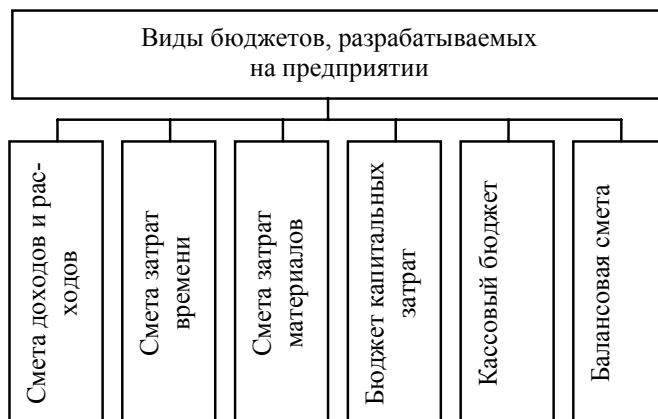 Виды бюджетов, разрабатываемых
на предприятии
Смета доходов и рас-
ходов
Смета затрат
времени
Смета затрат
материалов
Бюджет капитальных
затрат
Кассовый бюджет
Балансовая смета